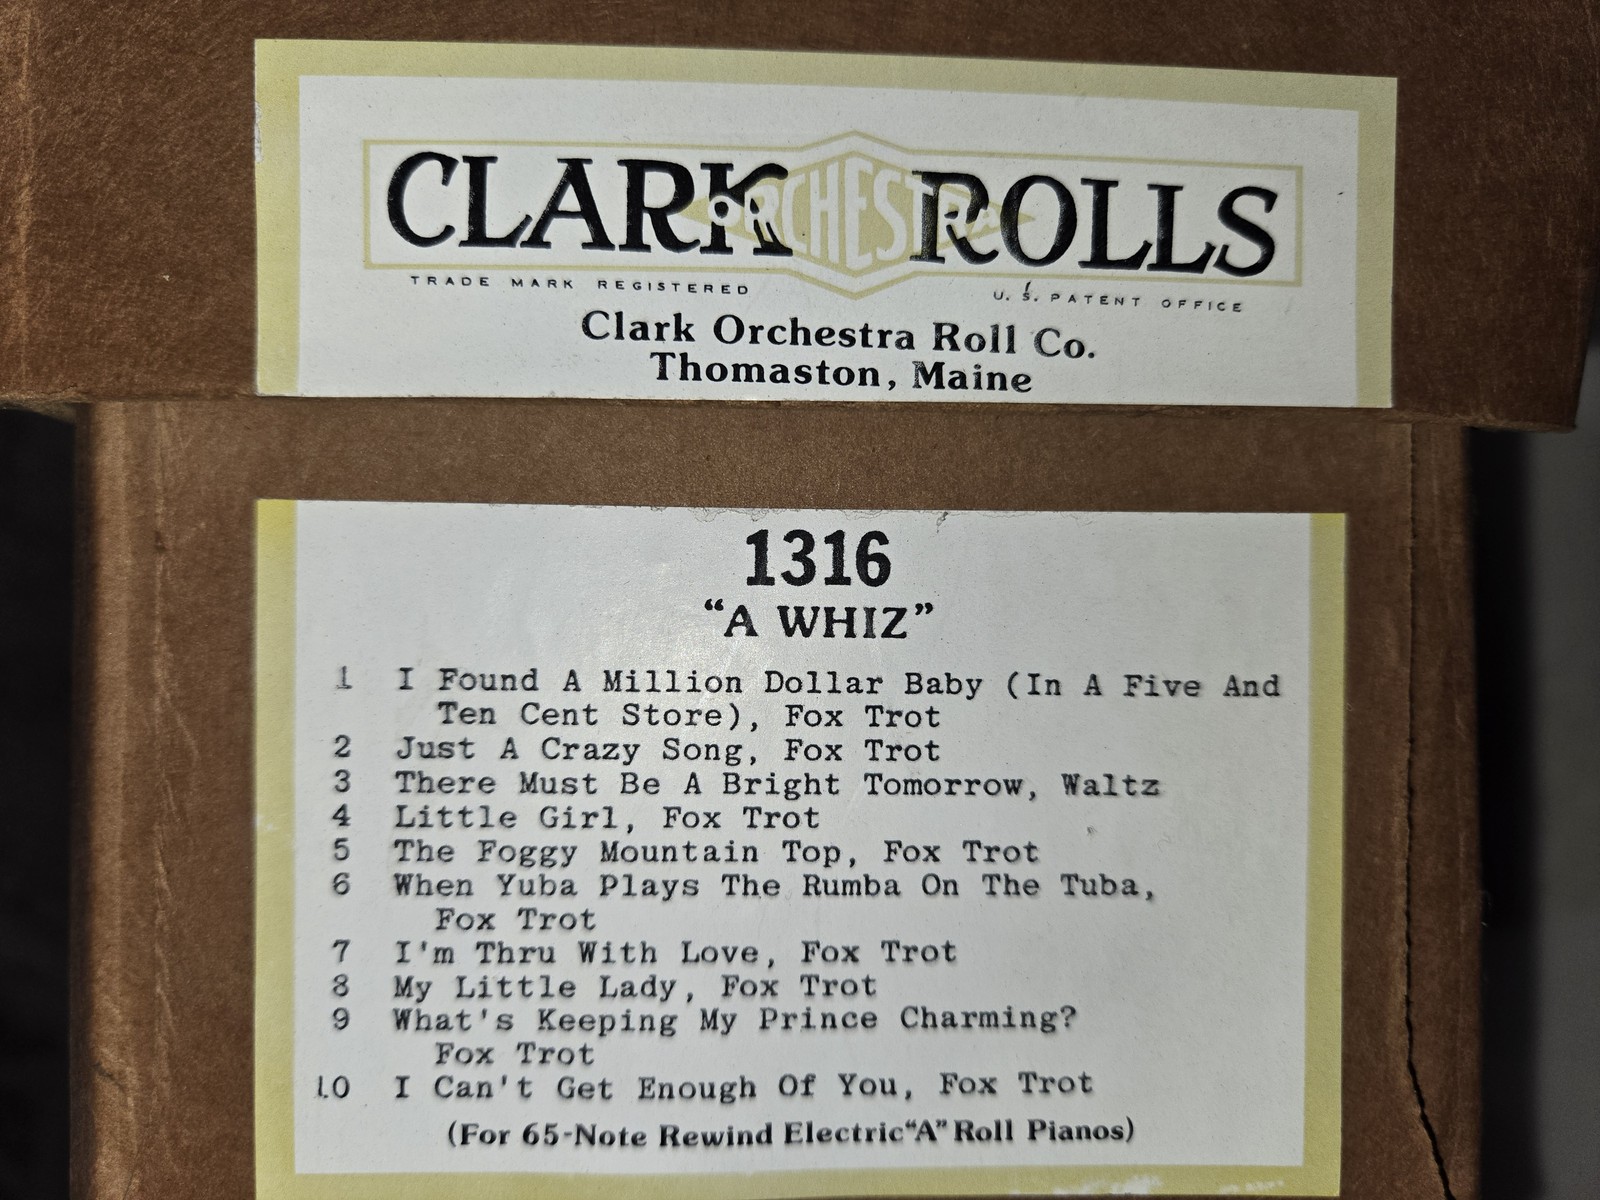 CLARK ORCHESTRA ROLLS
TRADE MARK REGISTERED U. S. PATENT OFFICE
Clark Orchestra Roll Co.
Thomaston, Maine
1316
“A WHIZ”
1 I Found A Million Dollar Baby (In A Five And
Ten Cent Store), Fox Trot
2 Just A Crazy Song, Fox Trot
3 There Must Be A Bright Tomorrow, Waltz
4 Little Girl, Fox Trot
5 The Foggy Mountain Top, Fox Trot
6 When Yuba Plays The Rumba On The Tuba,
Fox Trot
7 I'm Thru With Love, Fox Trot
8 My Little Lady, Fox Trot
9 What's Keeping My Prince Charming?
Fox Trot
10 I Can't Get Enough Of You, Fox Trot
(For 65-Note Rewind Electric “A” Roll Pianos)